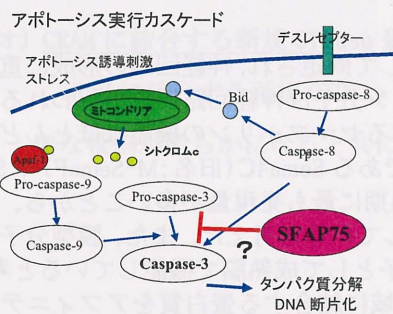 アポトーシス実行カスケード
デスレセプター
アポトーシス誘導刺激
ストレス
Pro-caspase-8
ミトコンドリア
Bid
シトクロムc
Caspase-8
Apaf-1
Pro-caspase-9
Pro-caspase-3
SFAP75
?
Caspase-9
Caspase-3
タンパク質分解
DNA 断片化